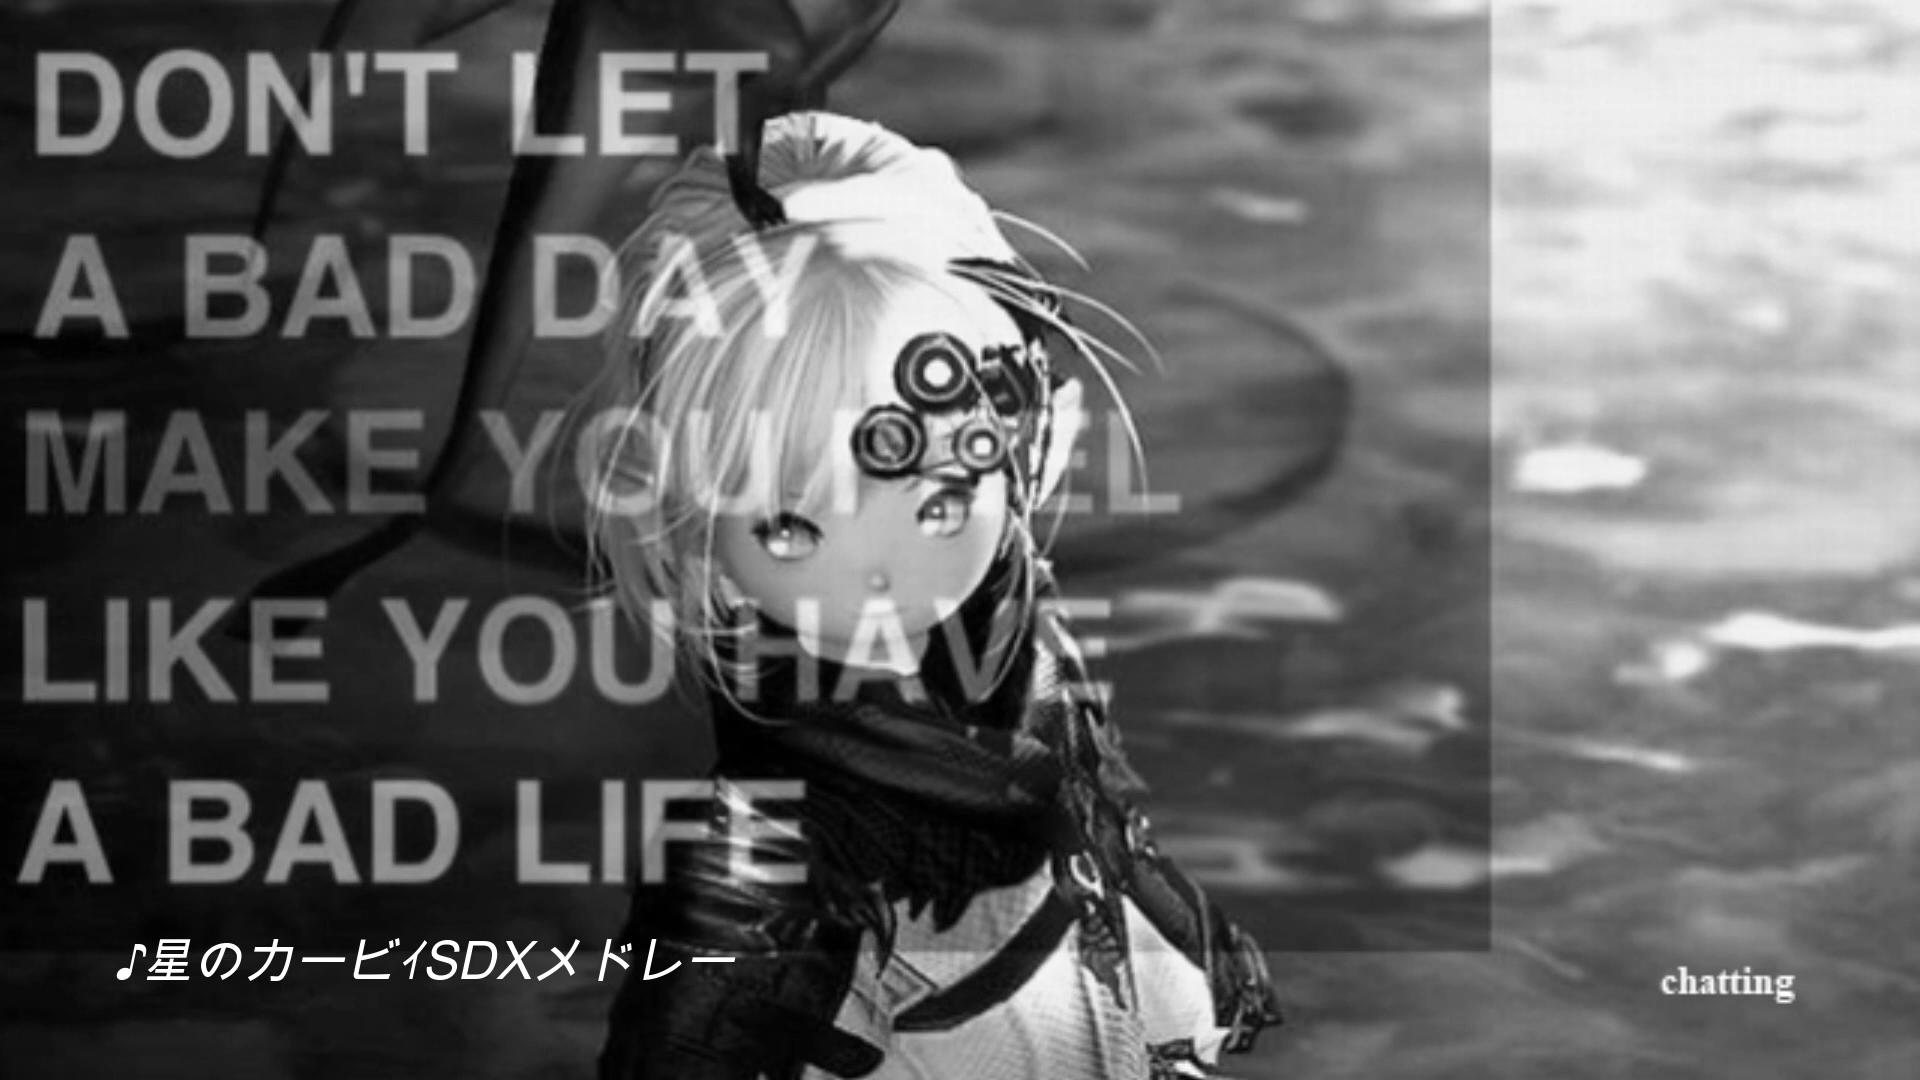 DON'T LET
A BAD DAY
MAKE YOU FEEL
LIKE YOU HAVE
A BAD LIFE
♪星のカービィSDXメドレー
chatting